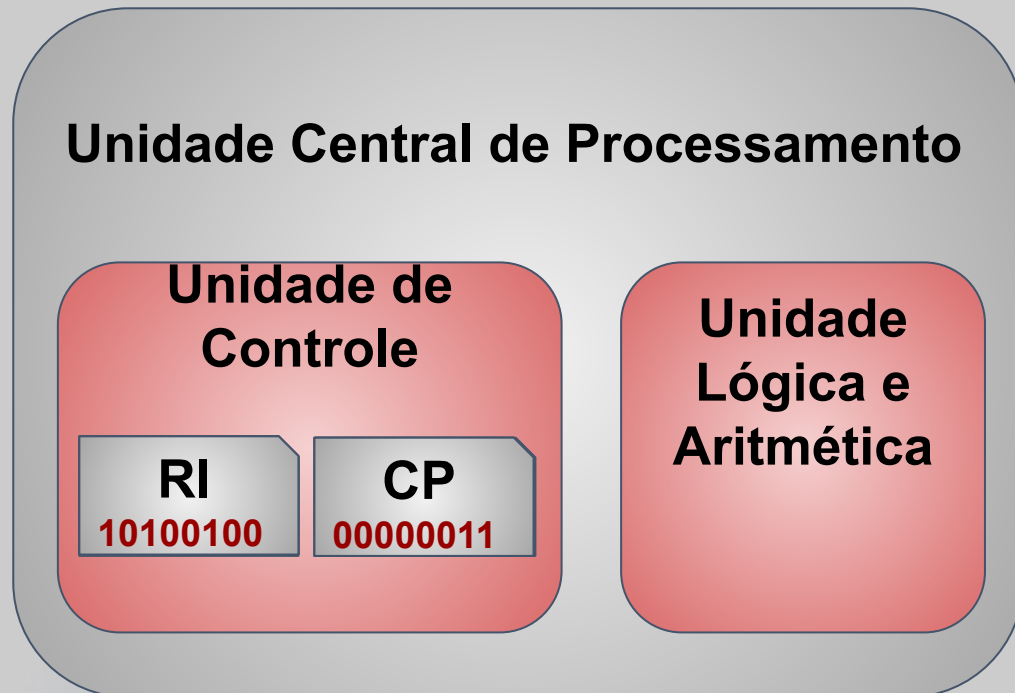 Unidade Central de Processamento
Unidade de
Controle
RI
10100100
CP
00000011
Unidade
Lógica e
Aritmética